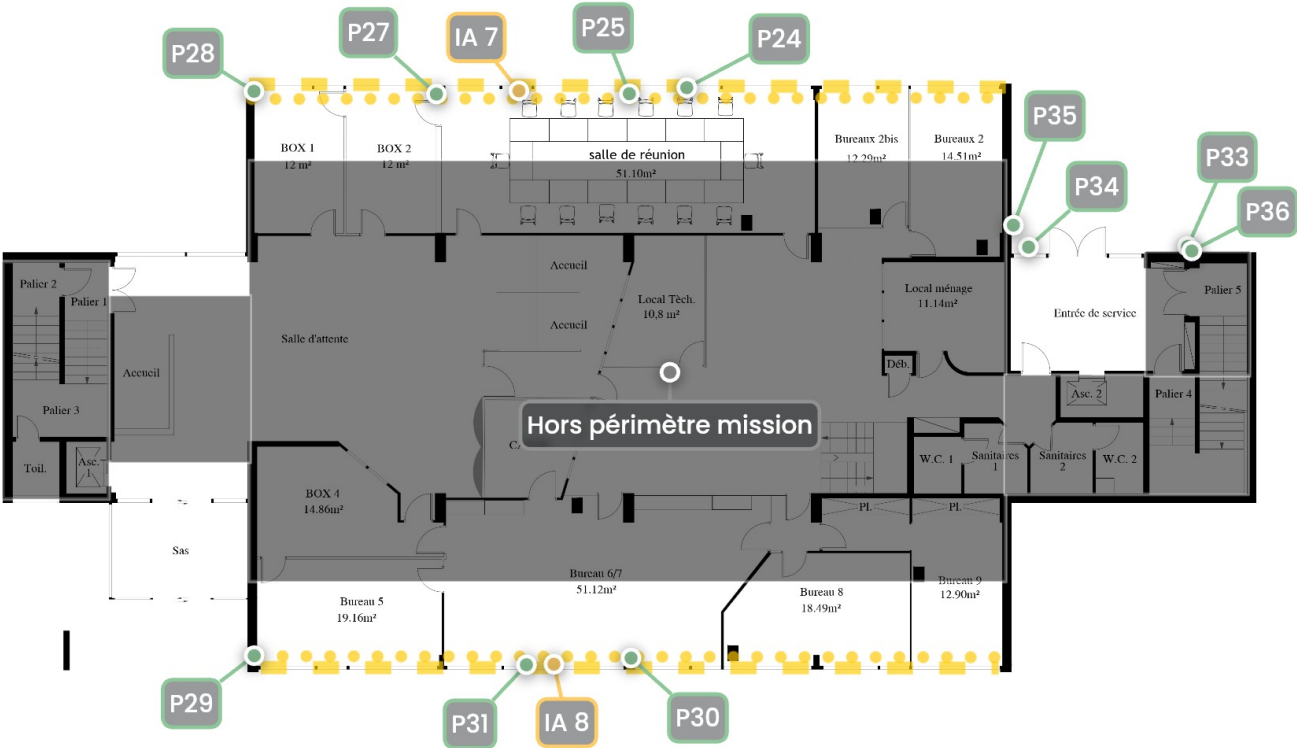 P28
P27
IA 7
P25
P24
P35
P34
P33
P36
BOX 1
12 m²
BOX 2
12 m²
salle de réunion
51.10m²
Bureaux 2bis
12.29m²
Bureaux 2
14.51m²
Palier 2
Palier 1
Accueil
Palier 3
Toil.
Asc.
1
Sas
Salle d'attente
Accueil
Accueil
Local Tèch.
10,8 m²
Local ménage
11.14m²
Déb.
Entrée de service
Palier 5
Asc. 2
Palier 4
Hors périmètre mission
W.C. 1
Sanitaires
1
Sanitaires
2
W.C. 2
BOX 4
14.86m²
Pl.
Pl.
Bureau 5
19.16m²
Bureau 6/7
51.12m²
Bureau 8
18.49m²
Bureau 9
12.90m²
P29
P31
IA 8
P30